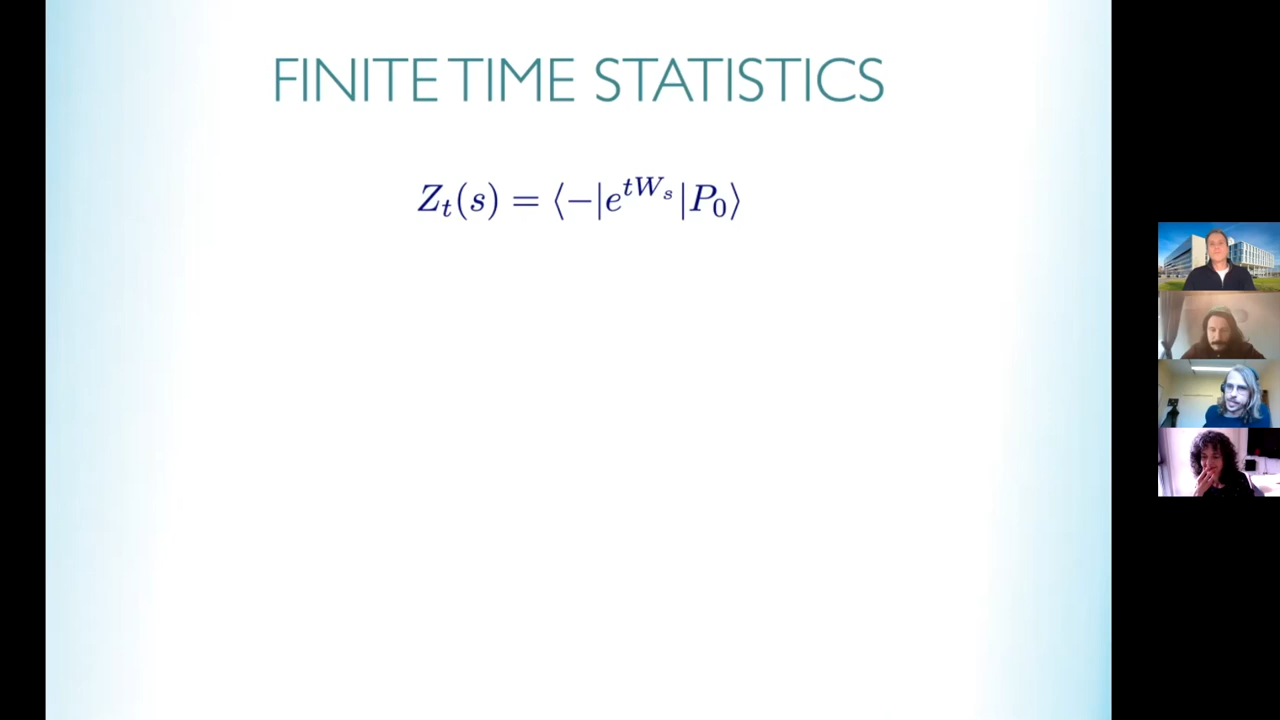 FINITE TIME STATISTICS
Z_t(s) = ⟨−|e^{tW_s}|P_0⟩